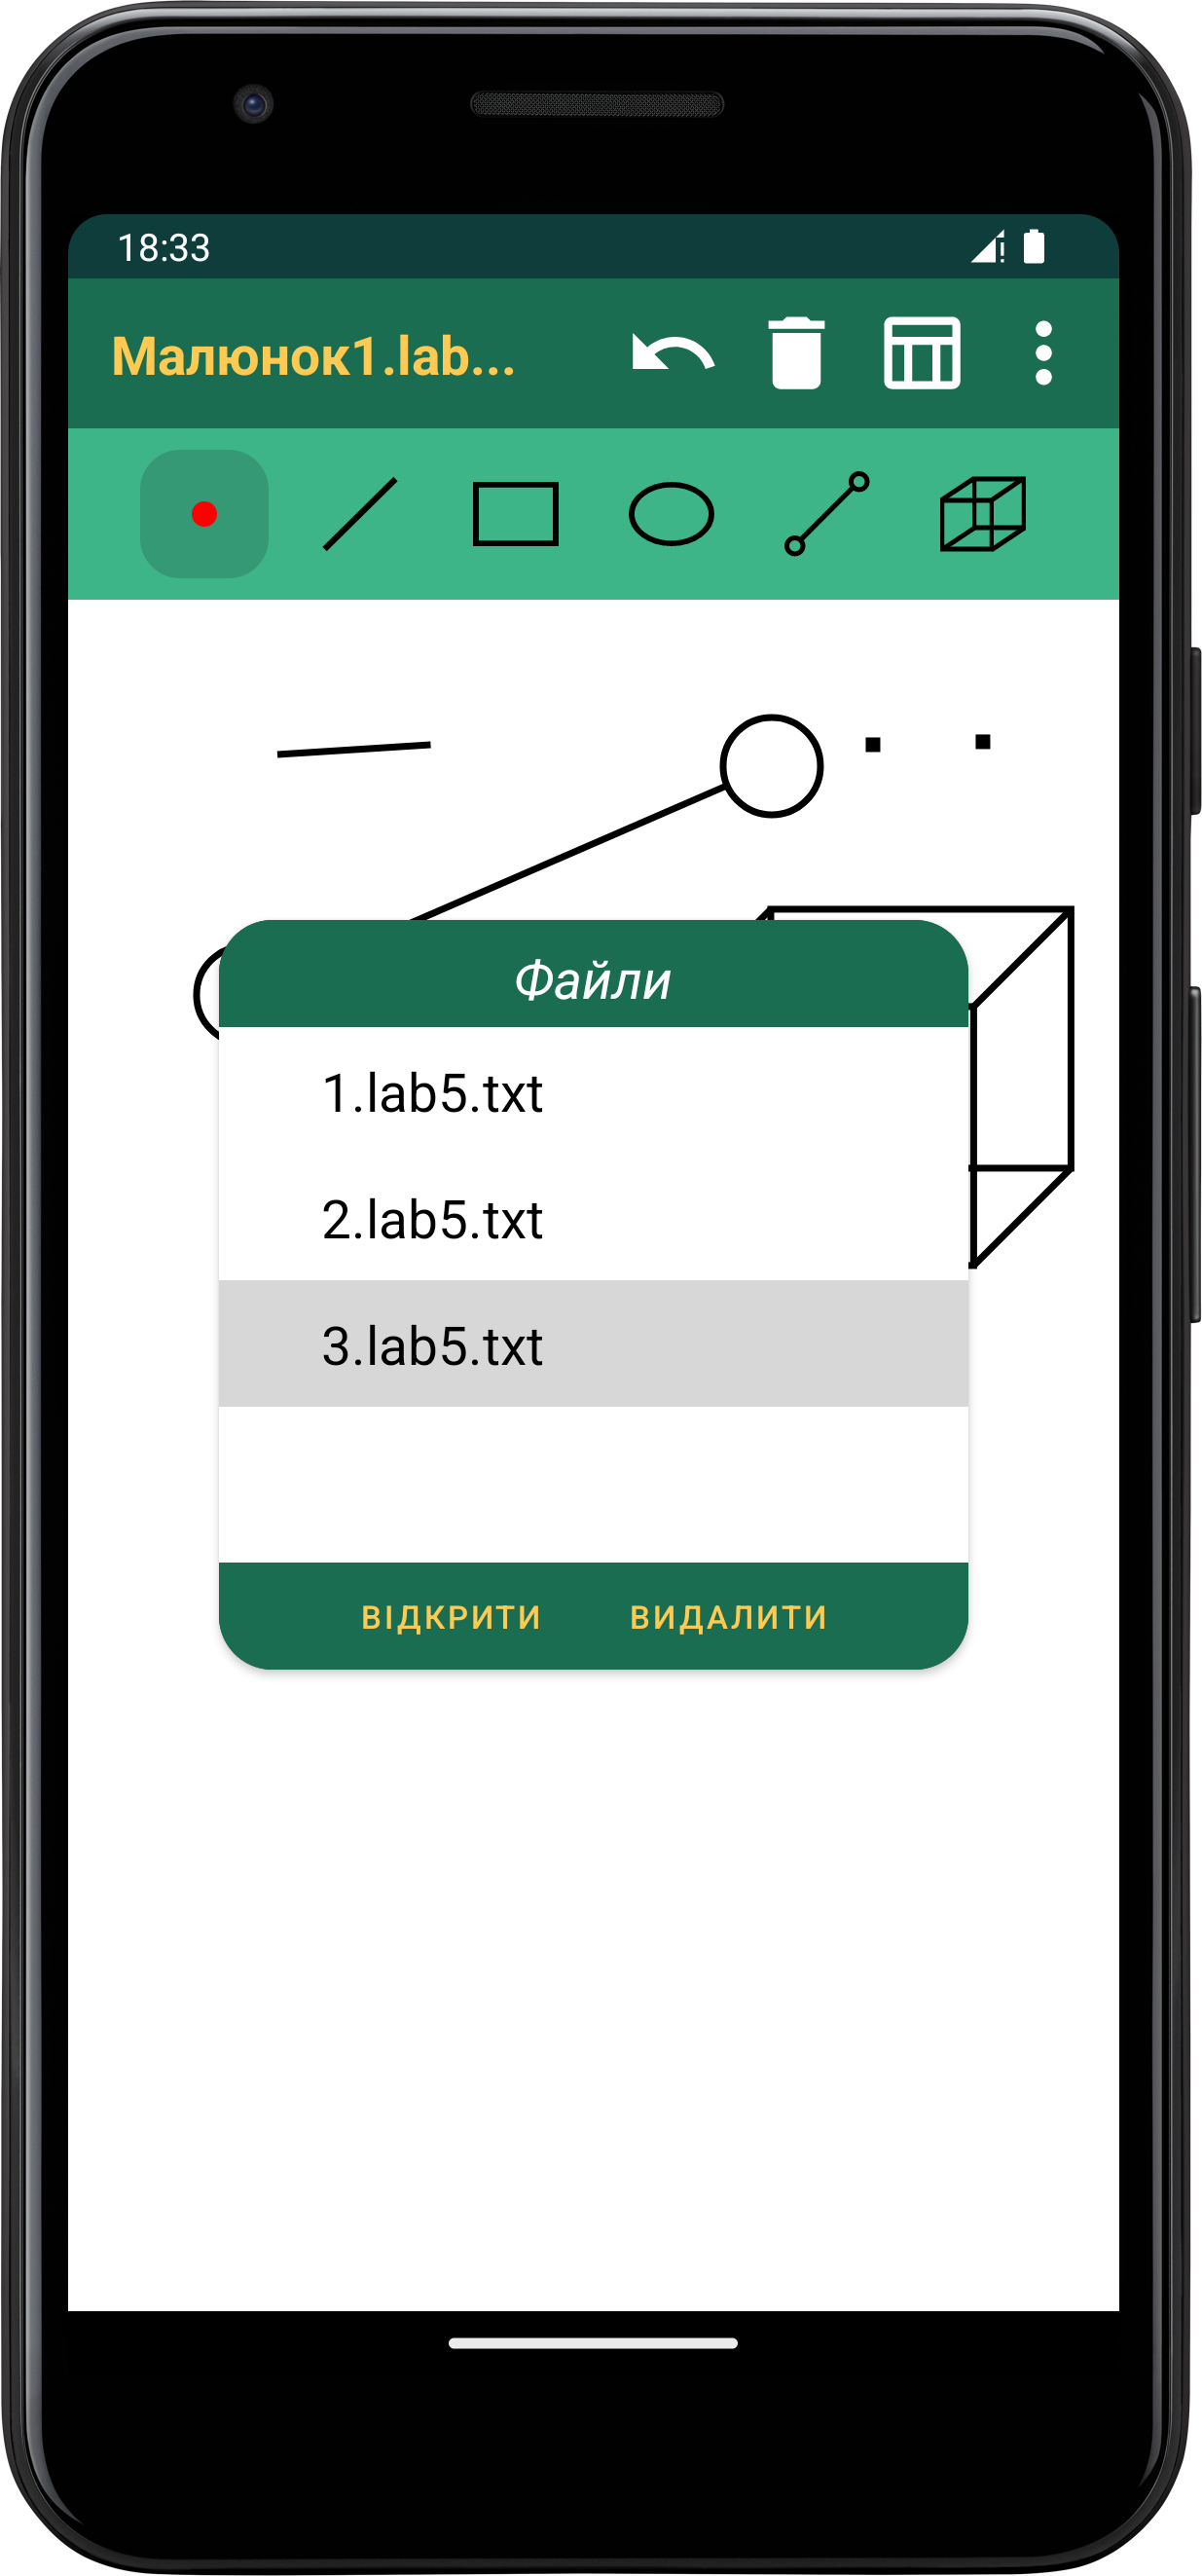 18:33
Малюнок1.lab...
Файли
1.lab5.txt
2.lab5.txt
3.lab5.txt
ВІДКРИТИ ВИДАЛИТИ